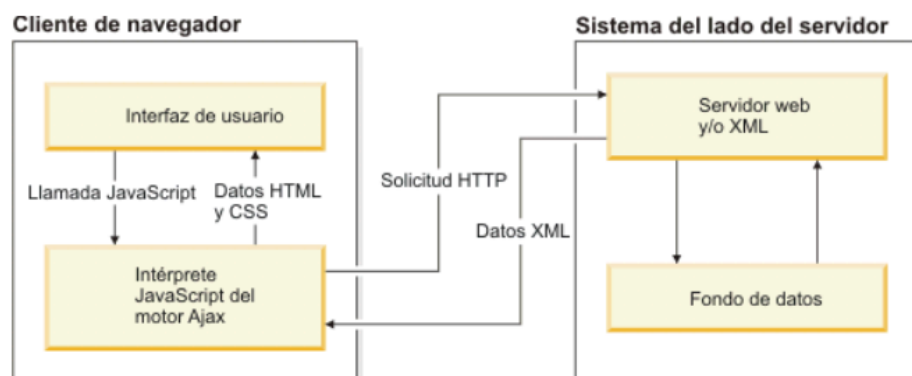 Cliente de navegador
Interfaz de usuario
Llamada JavaScript
Datos HTML
y CSS
Intérprete
JavaScript del
motor Ajax
Solicitud HTTP
Datos XML
Sistema del lado del servidor
Servidor web
y/o XML
Fondo de datos